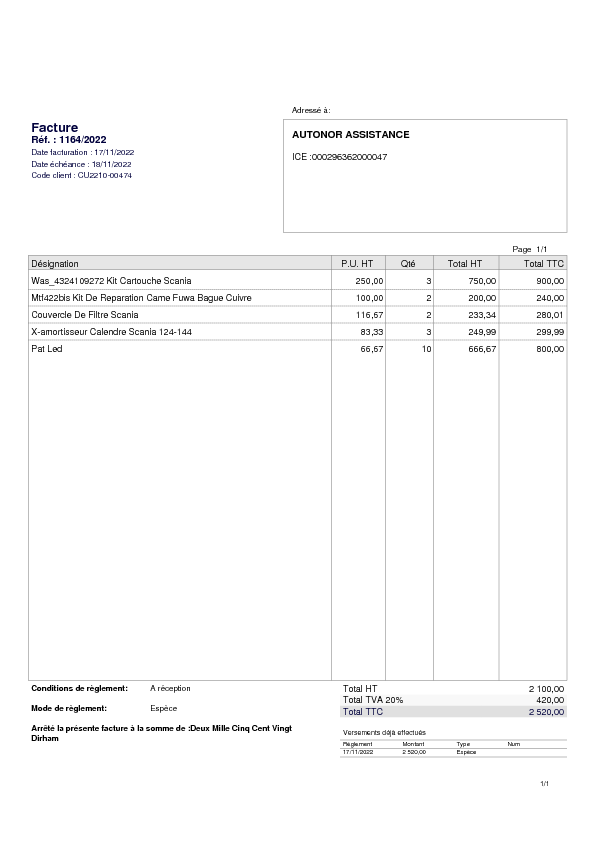 Adressé à:
Facture
Réf. : 1164/2022
Date facturation : 17/11/2022
Date échéance : 18/11/2022
Code client : CU2210-00474
AUTONOR ASSISTANCE
ICE :000296362000047
Page 1/1
Désignation P.U. HT Qté Total HT Total TTC
Was_4324109272 Kit Cartouche Scania 250,00 3 750,00 900,00
Mtf422bis Kit De Reparation Came Fuwa Bague Cuivre 100,00 2 200,00 240,00
Couvercle De Filtre Scania 116,67 2 233,34 280,01
X-amortisseur Calendre Scania 124-144 83,33 3 249,99 299,99
Pat Led 66,67 10 666,67 800,00
Conditions de règlement: A réception
Total HT 2 100,00
Total TVA 20% 420,00
Mode de règlement: Espèce
Total TTC 2 520,00
Arrêté la présente facture à la somme de :Deux Mille Cinq Cent Vingt
Dirham
Versements déjà effectués
Règlement Montant Type Num
17/11/2022 2 520,00 Espèce
1/1